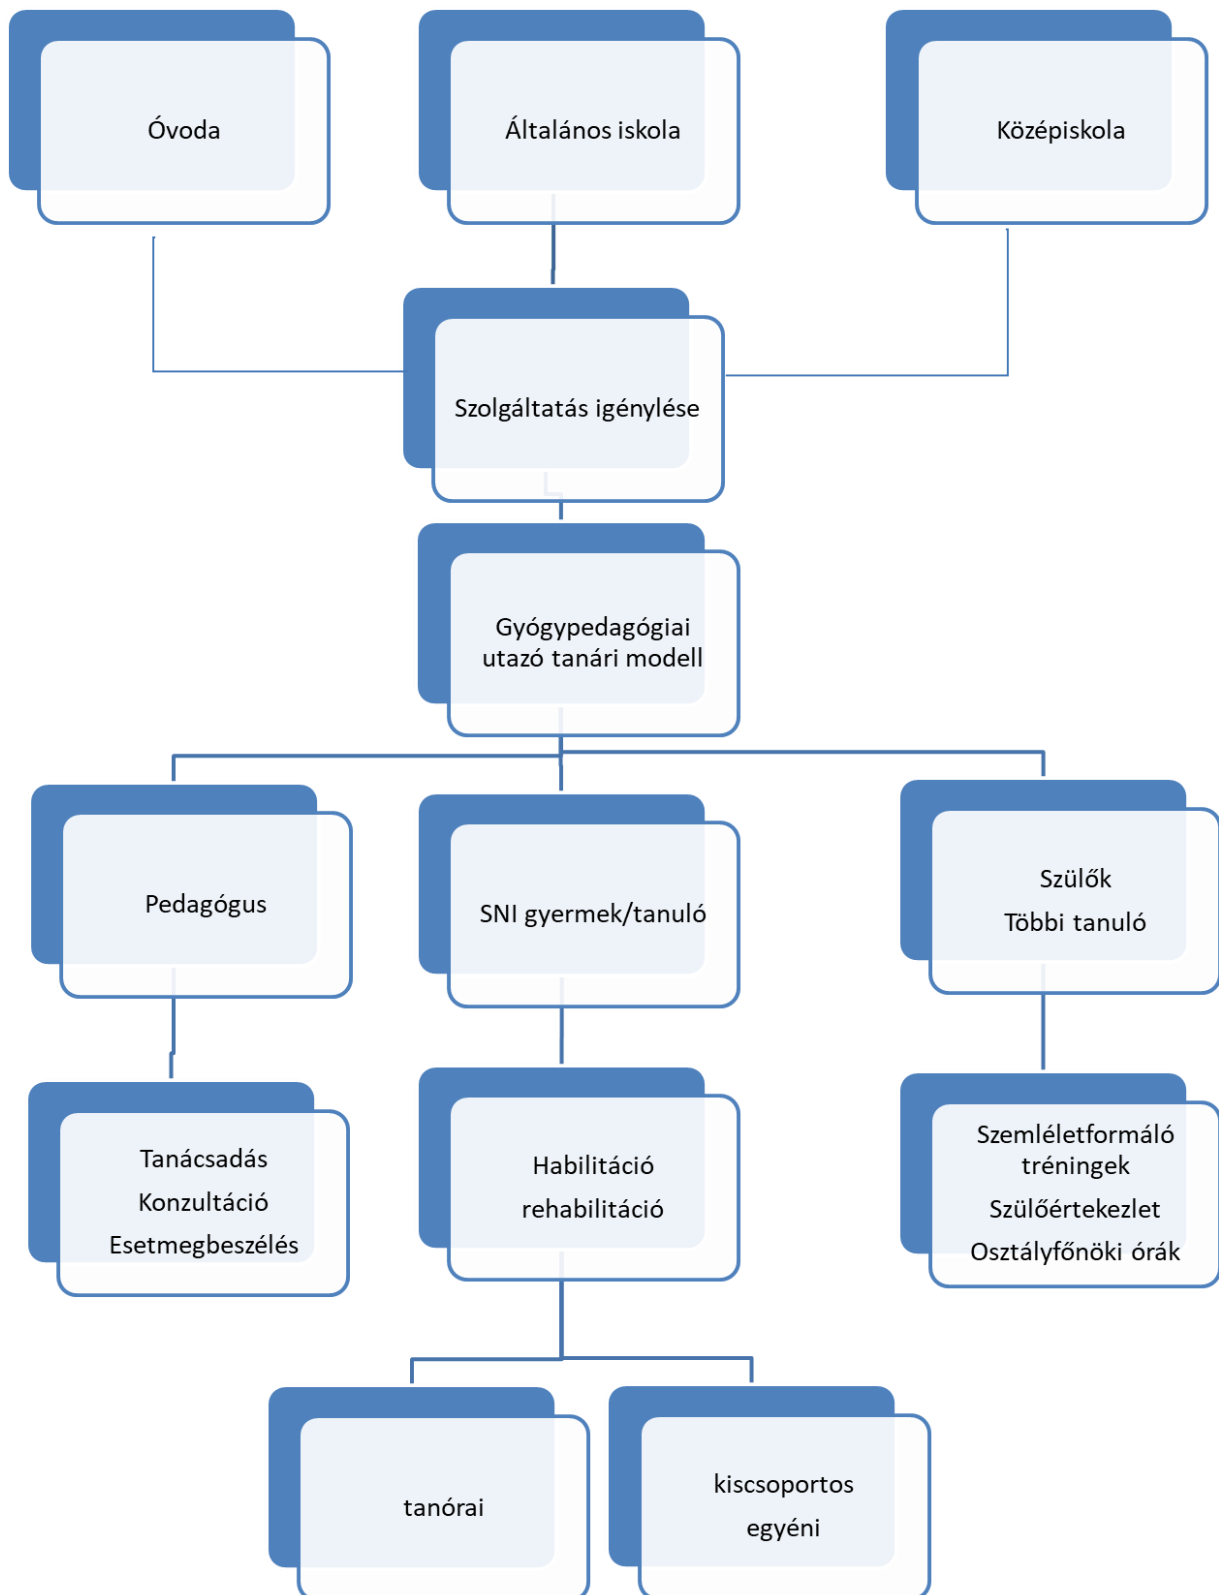 Óvoda
Általános iskola
Középiskola
Szolgáltatás igénylése
Gyógypedagógiai
utazó tanári modell
Pedagógus
SNI gyermek/tanuló
Szülők
Többi tanuló
Tanácsadás
Konzultáció
Esetmegbeszélés
Habilitáció
rehabilitáció
Szemléletformáló
tréningek
Szülőértekezlet
Osztályfőnöki órák
tanórai
kiscsoportos
egyéni